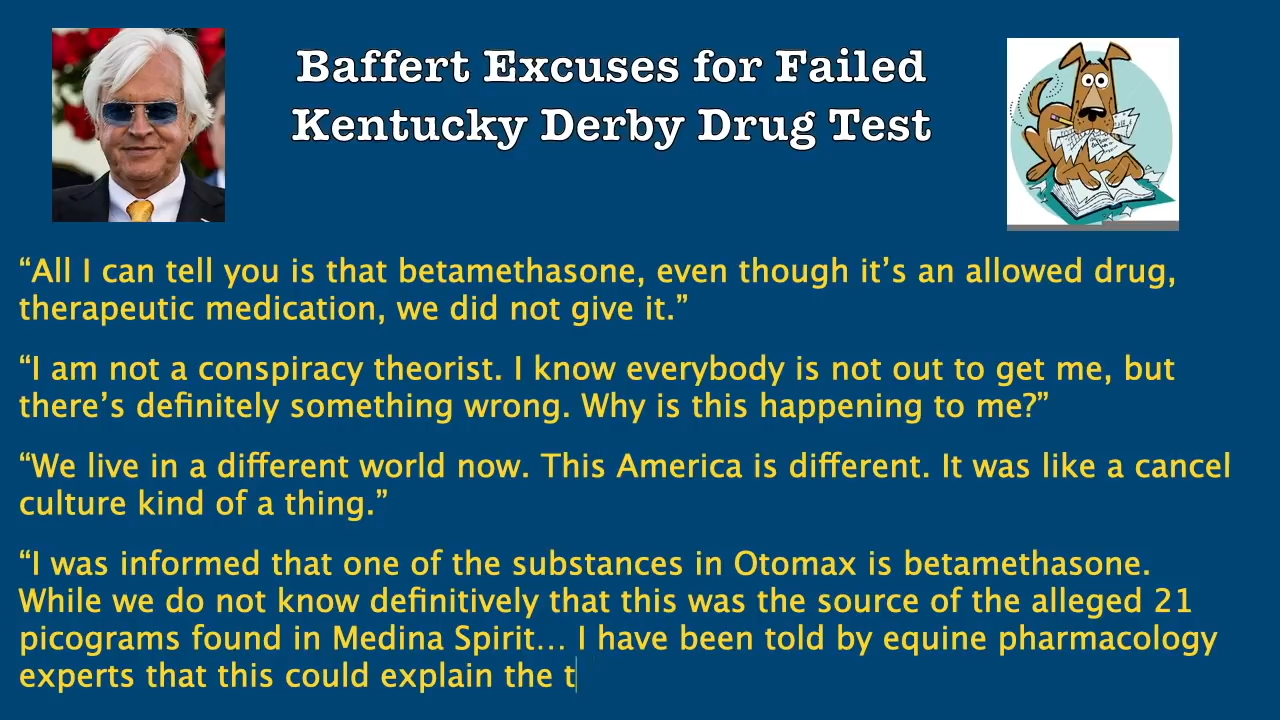 Baffert Excuses for Failed
Kentucky Derby Drug Test
“All I can tell you is that betamethasone, even though it’s an allowed drug,
therapeutic medication, we did not give it.”
“I am not a conspiracy theorist. I know everybody is not out to get me, but
there’s definitely something wrong. Why is this happening to me?”
“We live in a different world now. This America is different. It was like a cancel
culture kind of a thing.”
“I was informed that one of the substances in Otomax is betamethasone.
While we do not know definitively that this was the source of the alleged 21
picograms found in Medina Spirit… I have been told by equine pharmacology
experts that this could explain the t